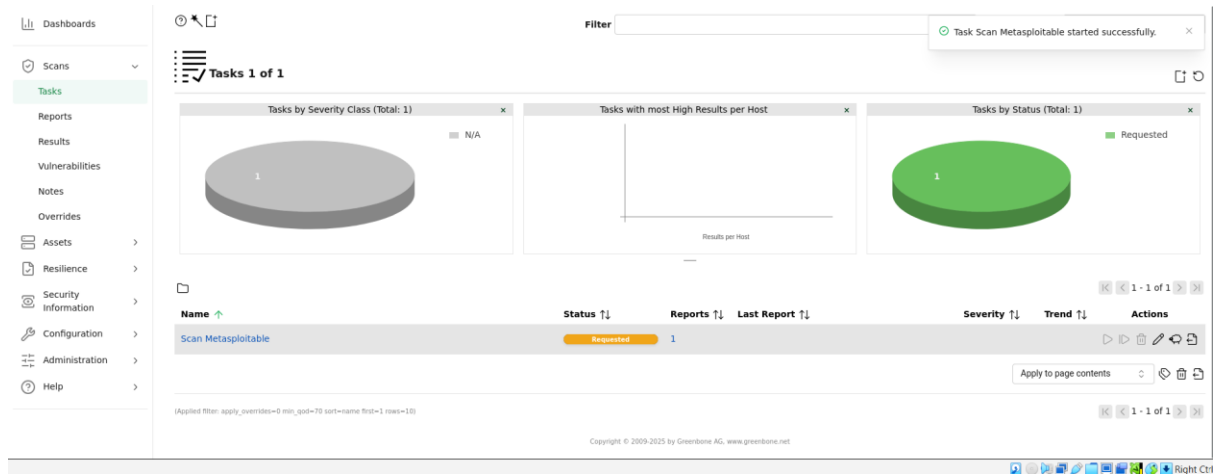 Dashboards
Filter
Task Scan Metasploitable started successfully.
Scans
Tasks
Reports
Results
Vulnerabilities
Notes
Overrides
Assets
Resilience
Security
Information
Configuration
Administration
Help
Tasks 1 of 1
Tasks by Severity Class (Total: 1)
N/A
1
Tasks with most High Results per Host
Results per Host
Tasks by Status (Total: 1)
Requested
1
1 - 1 of 1
Name Status Reports Last Report Severity Trend Actions
Scan Metasploitable Requested 1
Apply to page contents
(Applied filter: apply_overrides=0 min_qod=70 sort=name first=1 rows=10)
1 - 1 of 1
Copyright © 2009-2025 by Greenbone AG, www.greenbone.net
Right Ctr